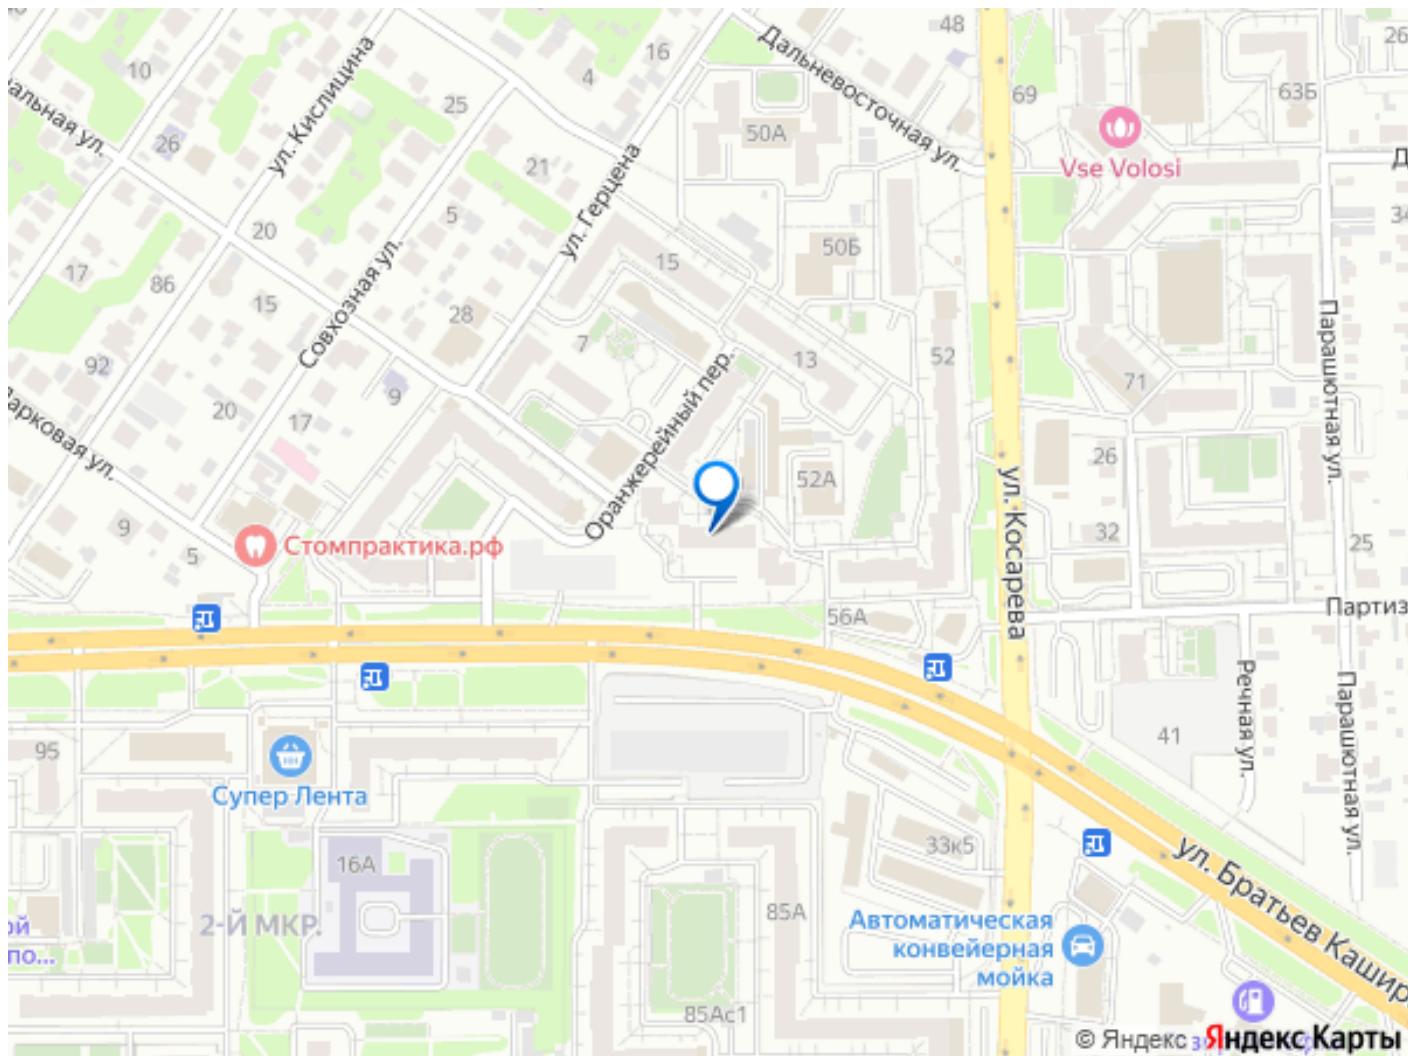 48
26
16
10
4
ул. Кислицина
Дальневосточная ул.
69
63Б
25
50А
26
21
Vse Volosi
альная ул.
ул. Герцена
5
34
20
50Б
17
86
15
Совхозная ул.
15
28
7
13
52
92
71
Парашютная ул.
9
20
17
Оранжерейный пер.
арковая ул.
26
52А
ул. Косарева
9
32
25
5
Стомпрактика.рф
56А
Партиз
Речная ул.
Парашютная ул.
41
95
Супер Лента
33к5
16А
ул. Братьев Кашир
2-Й МКР.
85А
Автоматическая
конвейерная
мойка
ой
по...
85Ас1
© Яндекс
Яндекс Карты